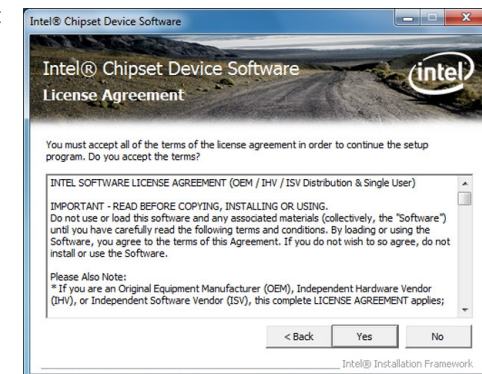 Intel® Chipset Device Software
Intel® Chipset Device Software
License Agreement
intel
You must accept all of the terms of the license agreement in order to continue the setup
program. Do you accept the terms?
INTEL SOFTWARE LICENSE AGREEMENT (OEM / IHV / ISV Distribution & Single User)
IMPORTANT - READ BEFORE COPYING, INSTALLING OR USING.
Do not use or load this software and any associated materials (collectively, the "Software")
until you have carefully read the following terms and conditions. By loading or using the
Software, you agree to the terms of this Agreement. If you do not wish to so agree, do not
install or use the Software.
Please Also Note:
* If you are an Original Equipment Manufacturer (OEM), Independent Hardware Vendor
(IHV), or Independent Software Vendor (ISV), this complete LICENSE AGREEMENT applies;
< Back Yes No
Intel® Installation Framework